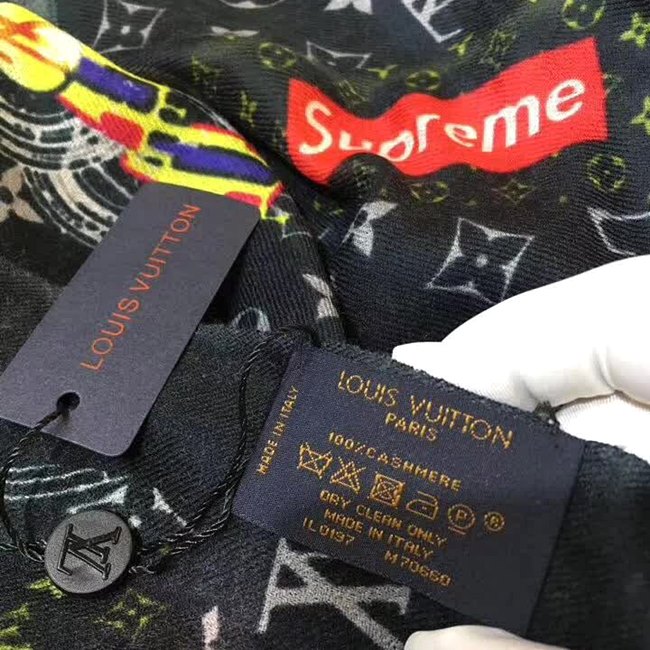 Supreme
LOUIS VUITTON
MADE IN ITALY
LOUIS VUITTON
PARIS
100% CASHMERE
DRY CLEAN ONLY
MADE IN ITALY
IL0137 M70660
LV